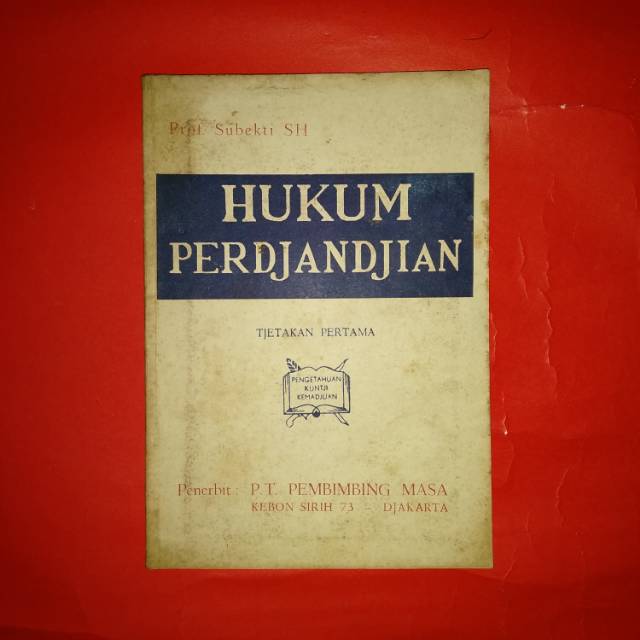 Prof. Subekti SH
HUKUM
PERDJANDJIAN
TJETAKAN PERTAMA
PENGETAHUAN
KUNTJI
KEMADJUAN
Penerbit : P.T. PEMBIMBING MASA
KEBON SIRIH 73 - DJAKARTA